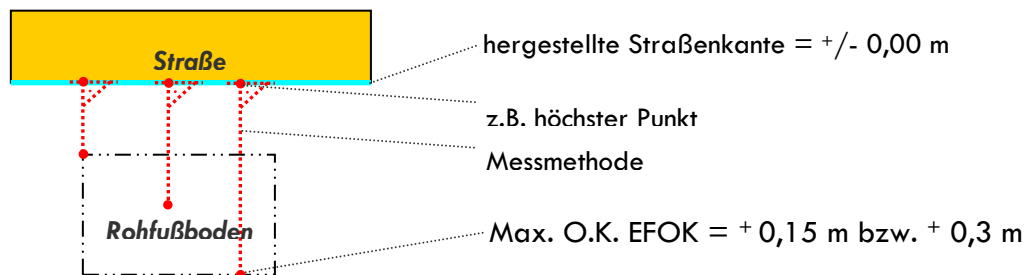 Straße
hergestellte Straßenkante = +/- 0,00 m
z.B. höchster Punkt
Messmethode
Rohfußboden
Max. O.K. EFOK = + 0,15 m bzw. + 0,3 m